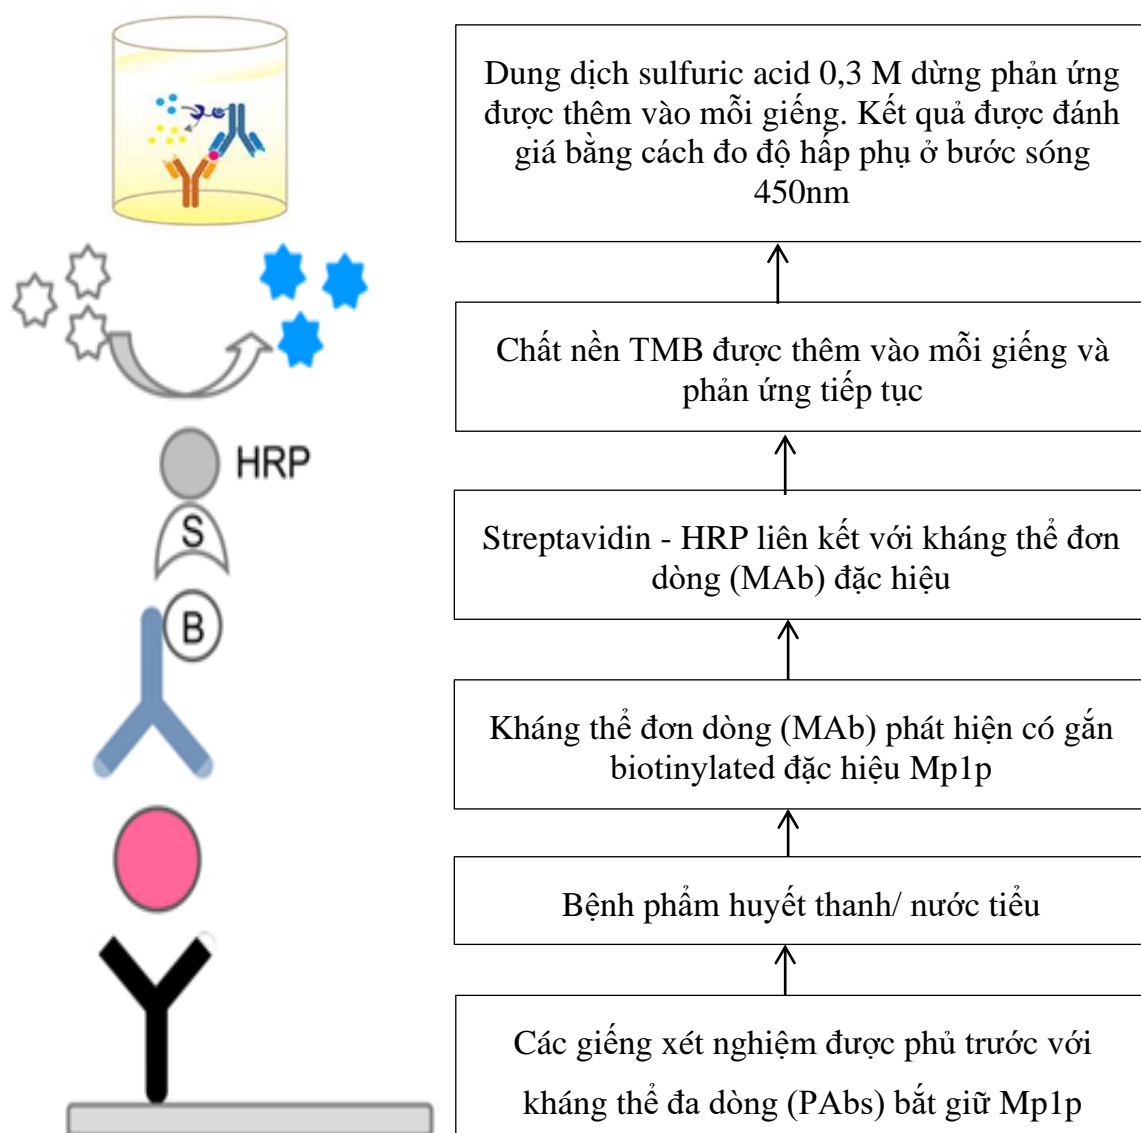 Dung dịch sulfuric acid 0,3 M dừng phản ứng
được thêm vào mỗi giếng. Kết quả được đánh
giá bằng cách đo độ hấp phụ ở bước sóng
450nm
Chất nền TMB được thêm vào mỗi giếng và
phản ứng tiếp tục
HRP
S
Streptavidin - HRP liên kết với kháng thể đơn
dòng (MAb) đặc hiệu
B
Kháng thể đơn dòng (MAb) phát hiện có gắn
biotinylated đặc hiệu Mp1p
Bệnh phẩm huyết thanh/ nước tiểu
Các giếng xét nghiệm được phủ trước với
kháng thể đa dòng (PAbs) bắt giữ Mp1p